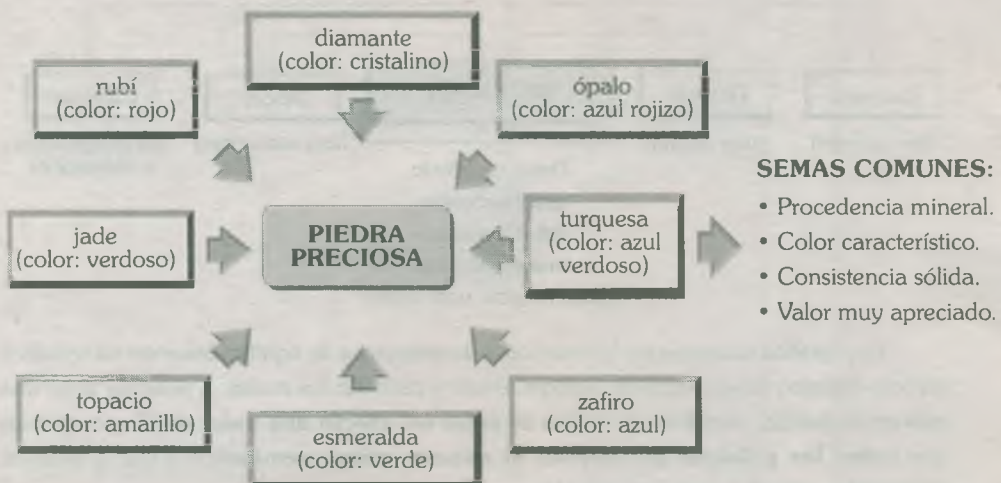 diamante
(color: cristalino)
rubí
(color: rojo)
ópalo
(color: azul rojizo)
SEMAS COMUNES:
• Procedencia mineral.
• Color característico.
• Consistencia sólida.
• Valor muy apreciado.
jade
(color: verdoso)
PIEDRA
PRECIOSA
turquesa
(color: azul
verdoso)
topacio
(color: amarillo)
esmeralda
(color: verde)
zafiro
(color: azul)